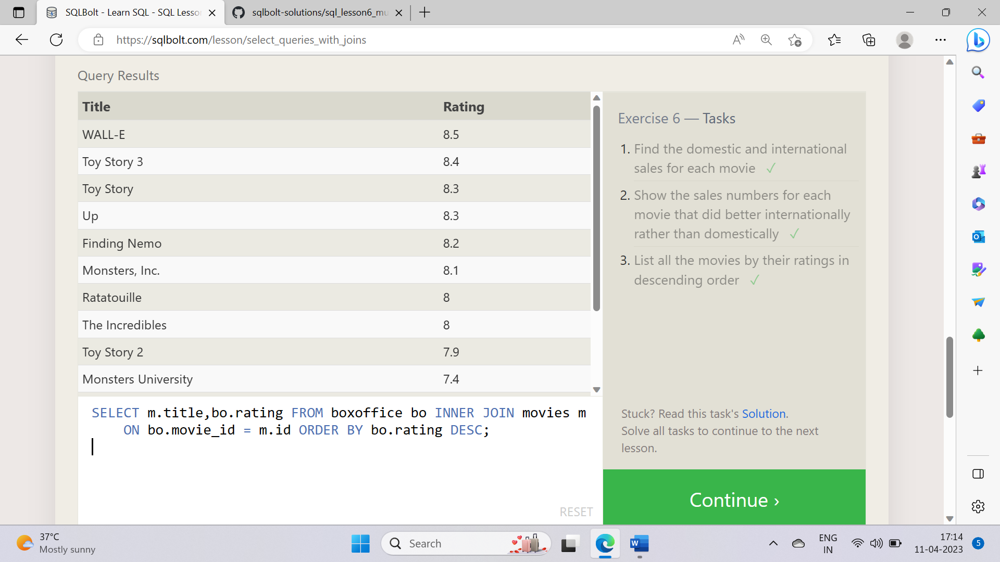 SQLBolt - Learn SQL - SQL Lesso
sqlbolt-solutions/sql_lesson6_mu
https://sqlbolt.com/lesson/select_queries_with_joins
Query Results
Title Rating
WALL-E 8.5
Toy Story 3 8.4
Toy Story 8.3
Up 8.3
Finding Nemo 8.2
Monsters, Inc. 8.1
Ratatouille 8
The Incredibles 8
Toy Story 2 7.9
Monsters University 7.4
SELECT m.title,bo.rating FROM boxoffice bo INNER JOIN movies m
ON bo.movie_id = m.id ORDER BY bo.rating DESC;
RESET
Exercise 6 — Tasks
1. Find the domestic and international
sales for each movie ✓
2. Show the sales numbers for each
movie that did better internationally
rather than domestically ✓
3. List all the movies by their ratings in
descending order ✓
Stuck? Read this task's Solution.
Solve all tasks to continue to the next
lesson.
Continue ›
37°C
Mostly sunny
Search
ENG
IN
17:14
11-04-2023
5